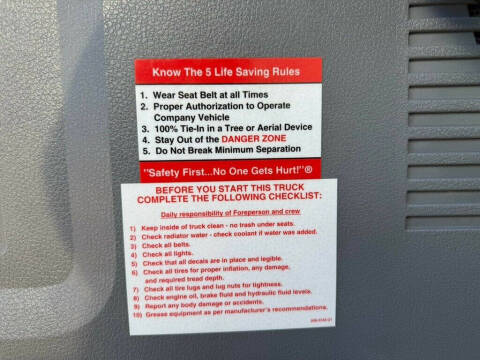 Know The 5 Life Saving Rules
1. Wear Seat Belt at all Times
2. Proper Authorization to Operate
Company Vehicle
3. 100% Tie-In in a Tree or Aerial Device
4. Stay Out of the DANGER ZONE
5. Do Not Break Minimum Separation
"Safety First...No One Gets Hurt!"®
BEFORE YOU START THIS TRUCK
COMPLETE THE FOLLOWING CHECKLIST:
Daily responsibility of Foreperson and crew
1) Keep inside of truck clean - no trash under seats.
2) Check radiator water - check coolant if water was added.
3) Check all belts.
4) Check all lights.
5) Check that all decals are in place and legible.
6) Check all tires for proper inflation, any damage,
and required tread depth.
7) Check all tire lugs and lug nuts for tightness.
8) Check engine oil, brake fluid and hydraulic fluid levels.
9) Report any body damage or accidents.
10) Grease equipment as per manufacturer's recommendations.